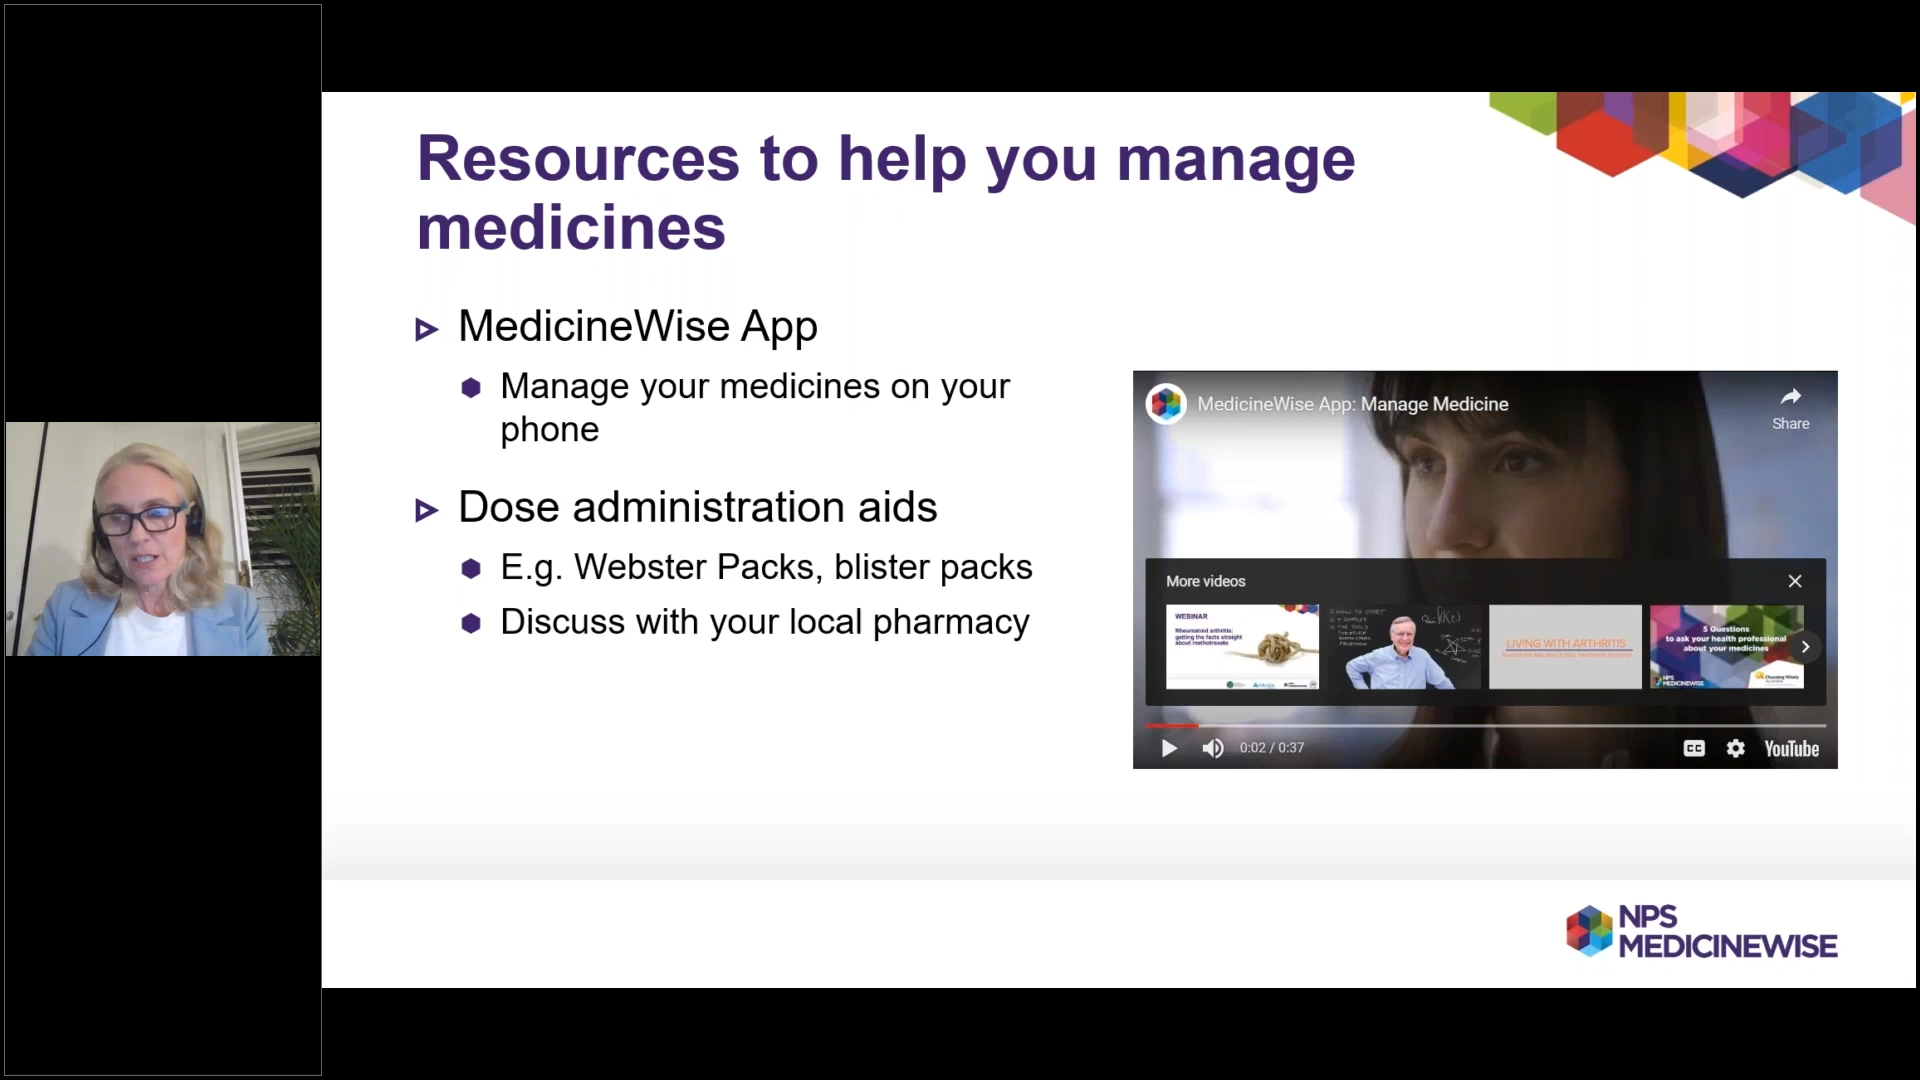 Resources to help you manage
medicines
MedicineWise App
Manage your medicines on your
phone
Dose administration aids
E.g. Webster Packs, blister packs
Discuss with your local pharmacy
MedicineWise App: Manage Medicine
Share
More videos
WEBINAR
Rheumatoid arthritis:
getting the facts straight
about methotrexate
LIVING WITH ARTHRITIS
5 Questions
to ask your health professional
about your medicines
NPS
MEDICINEWISE
Choosing Wisely
0:02 / 0:37
CC
YouTube
NPS
MEDICINEWISE